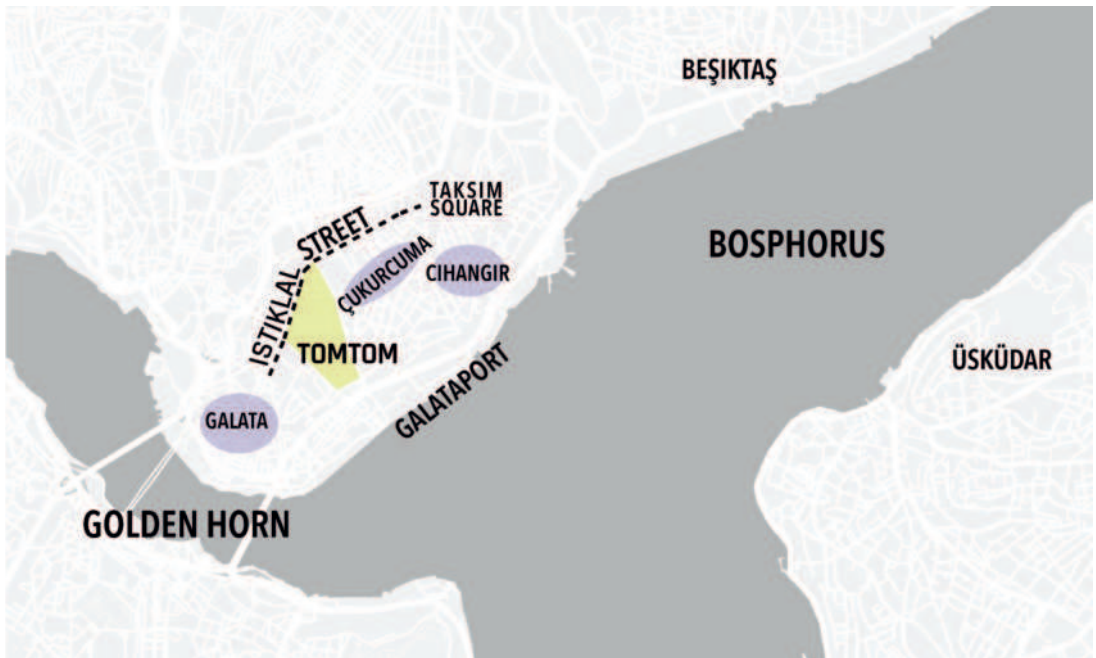 BEŞIKTAŞ
TAKSIM
SQUARE
ISTIKLAL STREET
ÇUKURCUMA
CIHANGIR
BOSPHORUS
TOMTOM
GALATAPORT
ÜSKÜDAR
GALATA
GOLDEN HORN